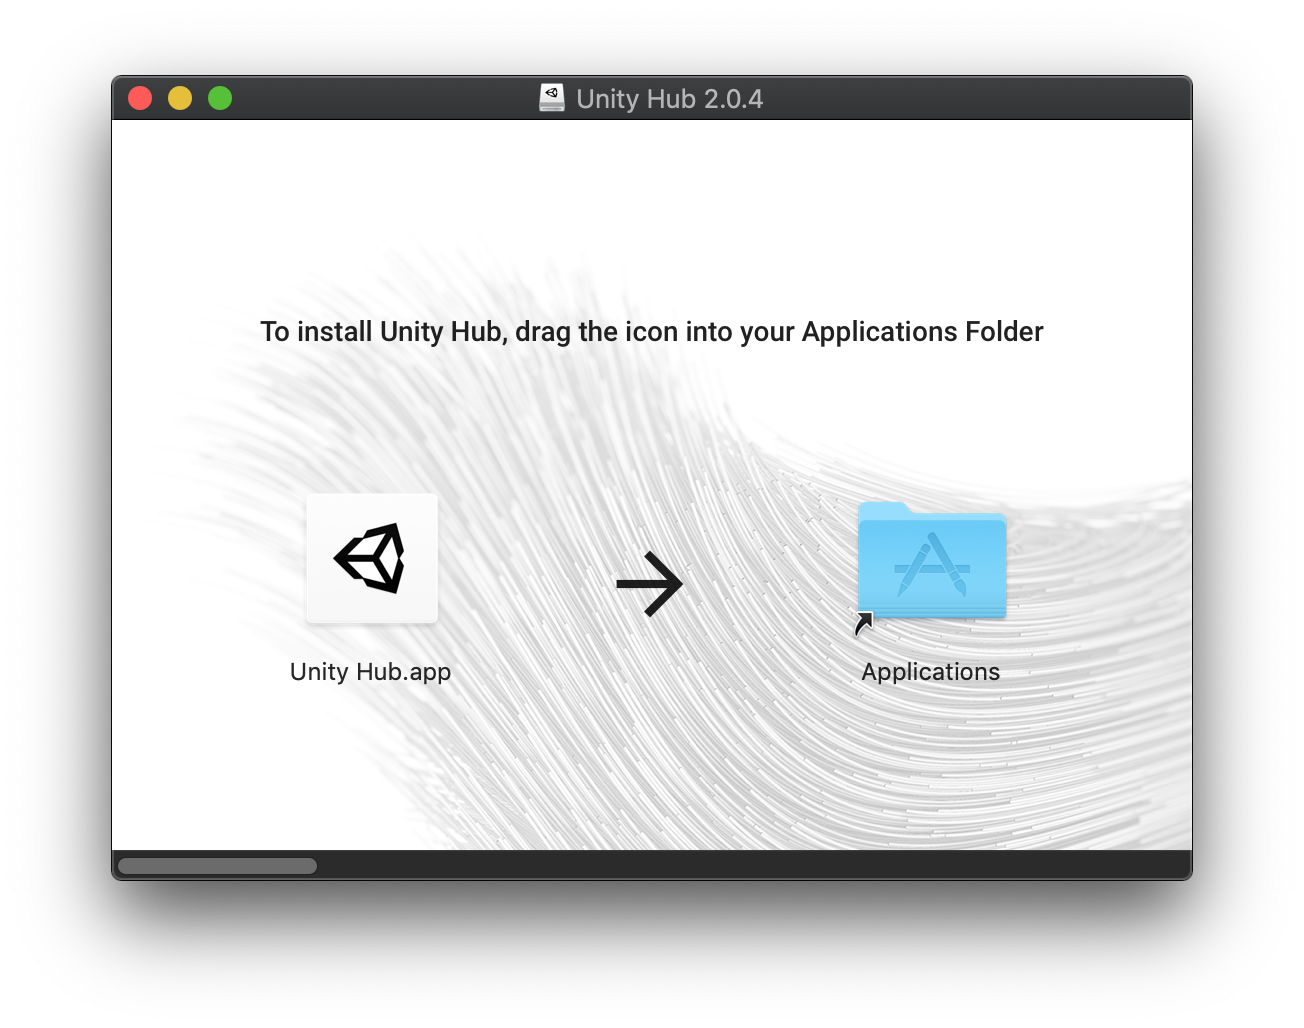 Unity Hub 2.0.4
To install Unity Hub, drag the icon into your Applications Folder
Unity Hub.app
Applications